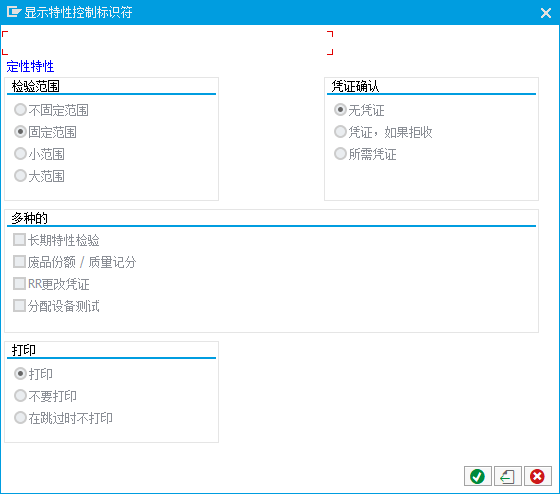 显示特性控制标识符
定性特性
检验范围
不固定范围
固定范围
小范围
大范围
凭证确认
无凭证
凭证，如果拒收
所需凭证
多种的
长期特性检验
废品份额 / 质量记分
RR更改凭证
分配设备测试
打印
打印
不要打印
在跳过时不打印